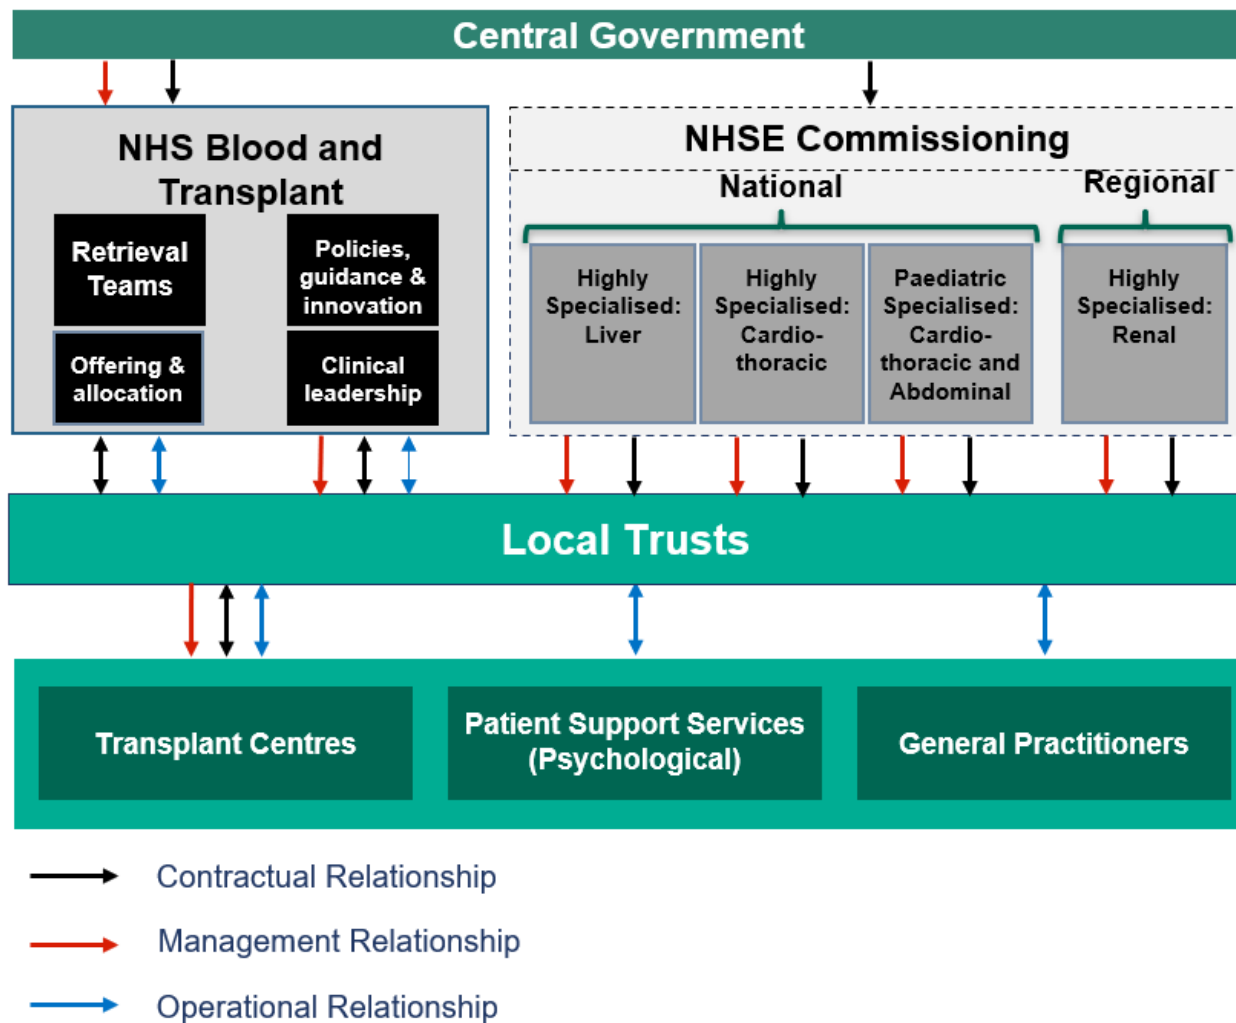 Central Government
NHS Blood and
Transplant
Retrieval
Teams
Policies,
guidance &
innovation
Offering &
allocation
Clinical
leadership
NHSE Commissioning
National
Regional
Highly
Specialised:
Liver
Highly
Specialised:
Cardio-
thoracic
Paediatric
Specialised:
Cardio-
thoracic and
Abdominal
Highly
Specialised:
Renal
Local Trusts
Transplant Centres
Patient Support Services
(Psychological)
General Practitioners
Contractual Relationship
Management Relationship
Operational Relationship